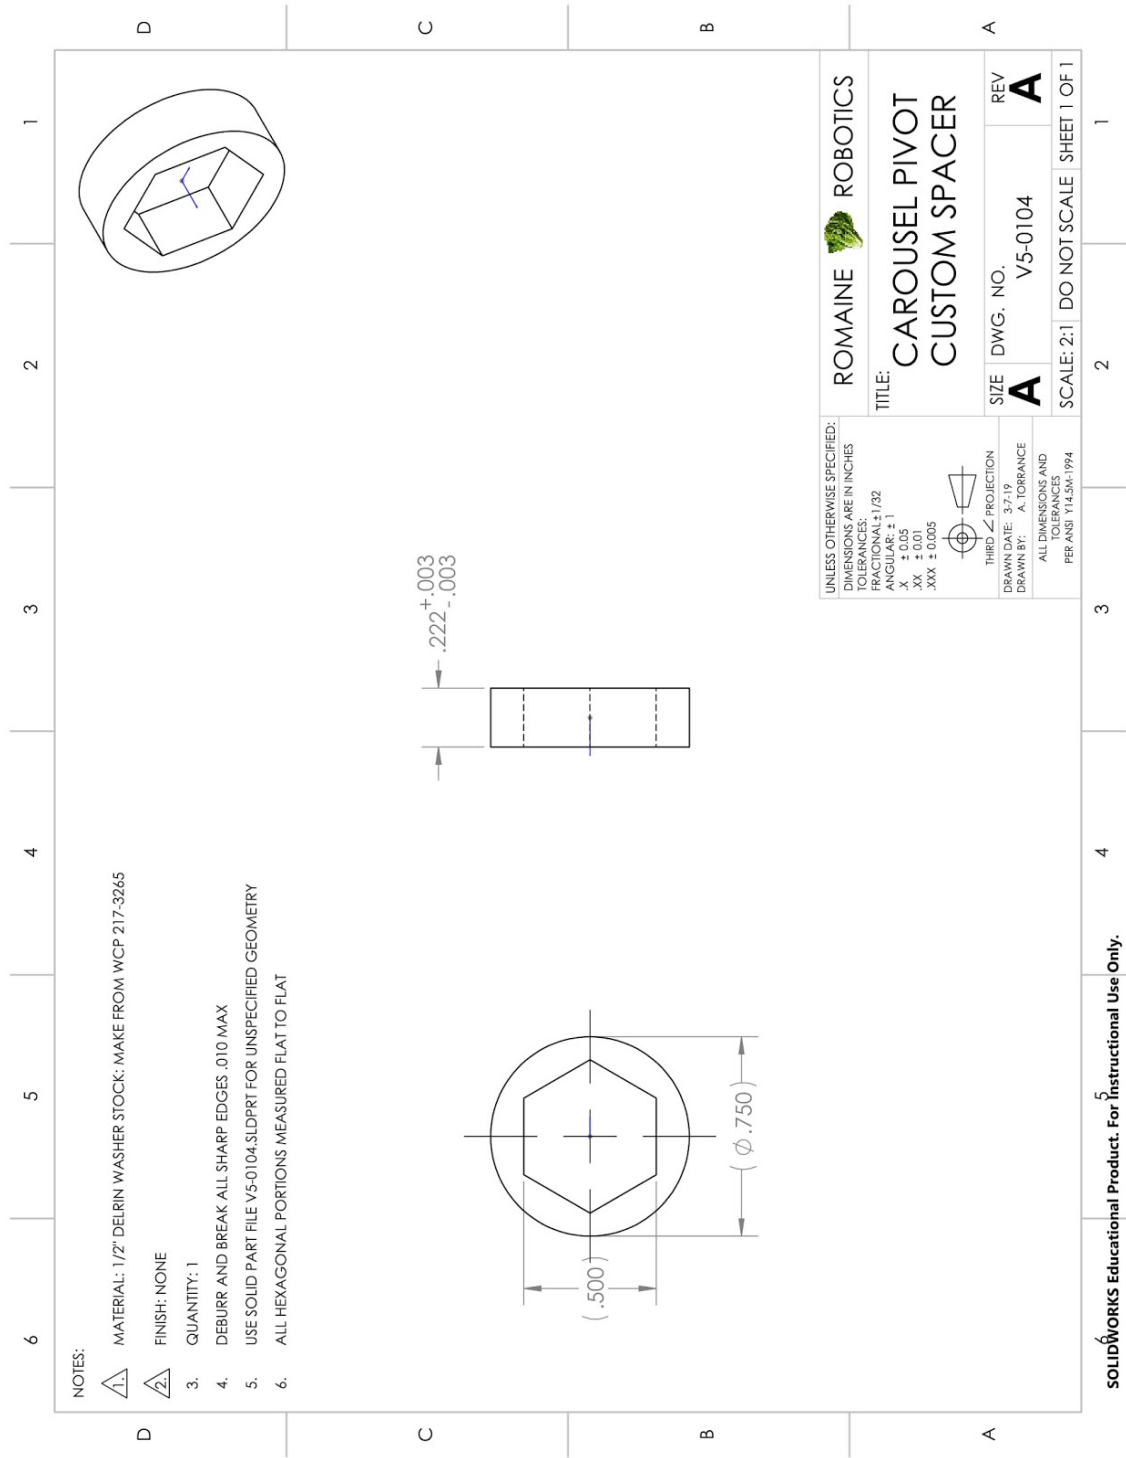 6 5 4 3 2 1
D D
C C
B B
A A
NOTES:
1. MATERIAL: 1/2" DELRIN WASHER STOCK; MAKE FROM WCP 217-3265
2. FINISH: NONE
3. QUANTITY: 1
4. DEBURR AND BREAK ALL SHARP EDGES .010 MAX
5. USE SOLID PART FILE V5-0104.SLDPRT FOR UNSPECIFIED GEOMETRY
6. ALL HEXAGONAL PORTIONS MEASURED FLAT TO FLAT
.222 +.003
-.003
( .500 )
( Ø .750 )
UNLESS OTHERWISE SPECIFIED:
DIMENSIONS ARE IN INCHES
TOLERANCES:
FRACTIONAL ±1/32
ANGULAR: ± 1
.X ± 0.05
.XX ± 0.01
.XXX ± 0.005
THIRD ∠ PROJECTION
DRAWN DATE: 3-7-19
DRAWN BY: A. TORRANCE
ALL DIMENSIONS AND
TOLERANCES
PER ANSI Y14.5M-1994
ROMAINE ROBOTICS
TITLE:
CAROUSEL PIVOT
CUSTOM SPACER
SIZE
A
DWG. NO.
V5-0104
REV
A
SCALE: 2:1 DO NOT SCALE SHEET 1 OF 1
6 5 4 3 2 1
SOLIDWORKS Educational Product. For Instructional Use Only.